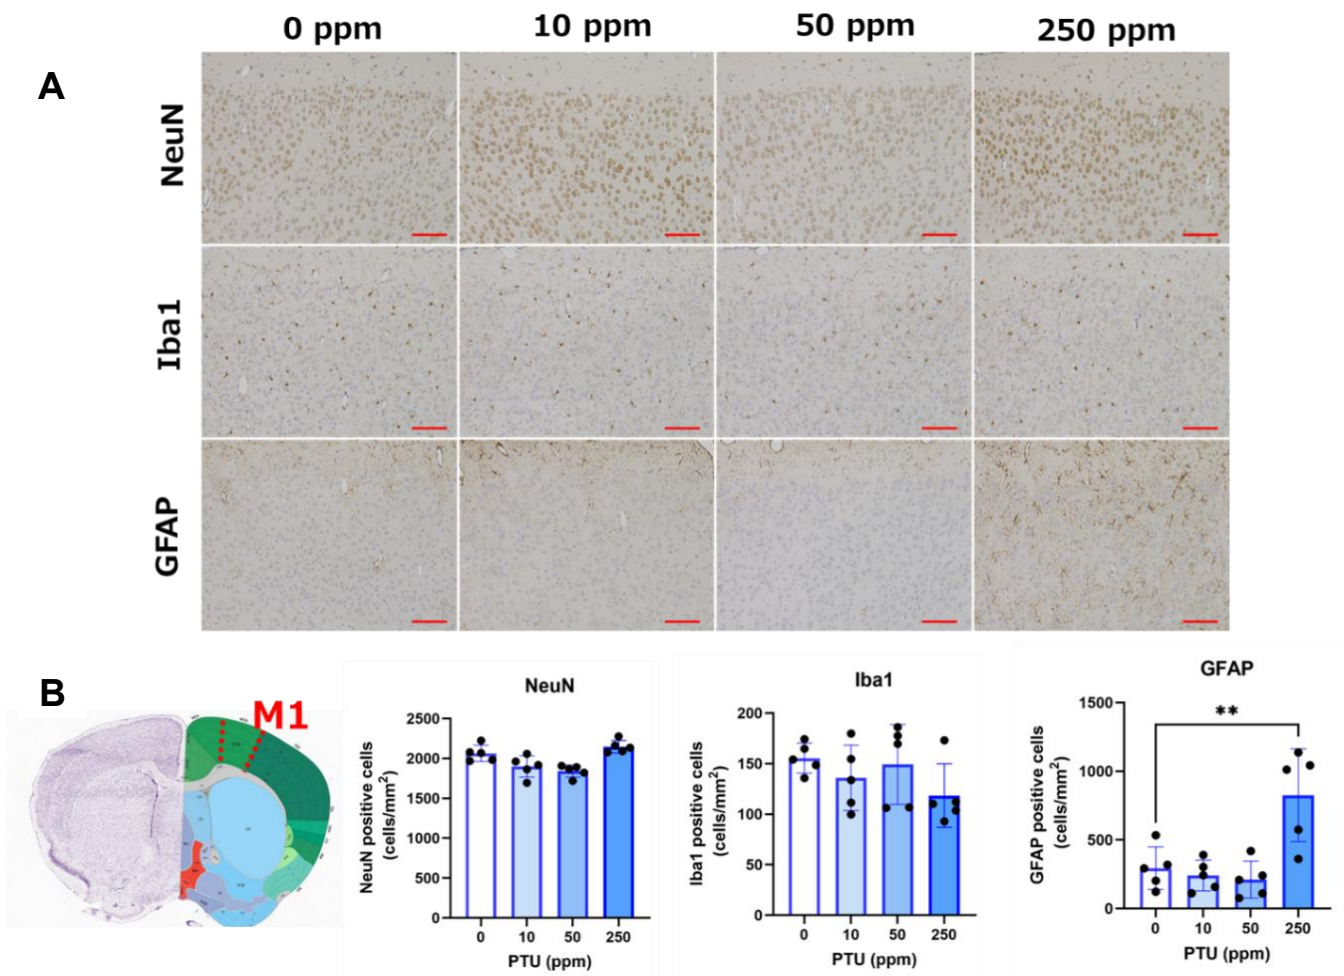 0 ppm 10 ppm 50 ppm 250 ppm
A
NeuN
Iba1
GFAP
B
M1
NeuN
NeuN positive cells
(cells/mm²)
2500
2000
1500
1000
500
0
0 10 50 250
PTU (ppm)
Iba1
Iba1 positive cells
(cells/mm²)
200
150
100
50
0
0 10 50 250
PTU (ppm)
GFAP
GFAP positive cells
(cells/mm²)
1500
1000
500
0
**
0 10 50 250
PTU (ppm)